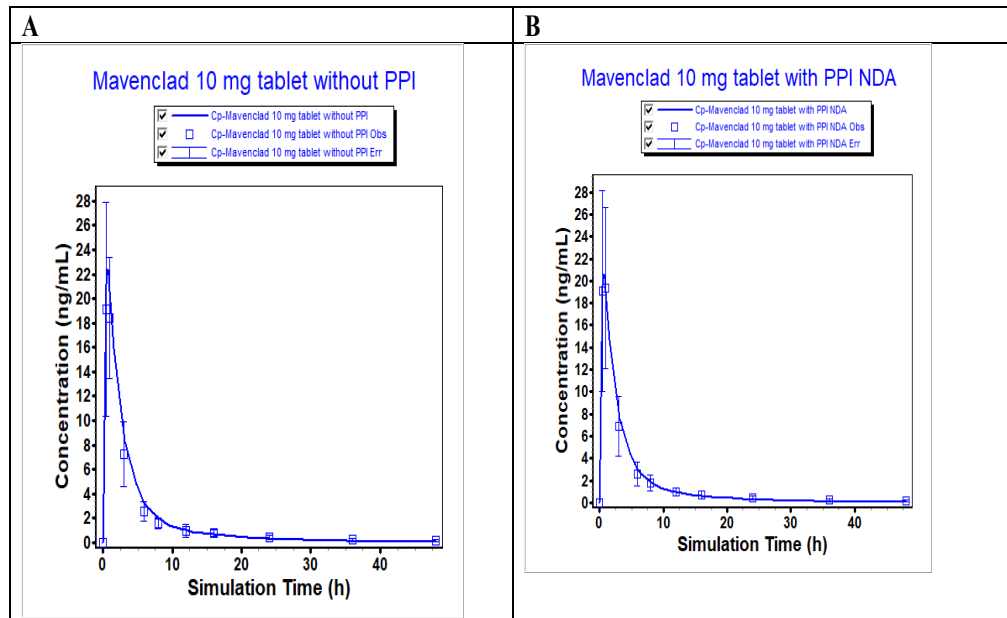 A
Mavenclad 10 mg tablet without PPI
Cp-Mavenclad 10 mg tablet without PPI
Cp-Mavenclad 10 mg tablet without PPI Obs
Cp-Mavenclad 10 mg tablet without PPI Err
Concentration (ng/mL)
28
26
24
22
20
18
16
14
12
10
8
6
4
2
0
0 10 20 30 40
Simulation Time (h)
B
Mavenclad 10 mg tablet with PPI NDA
Cp-Mavenclad 10 mg tablet with PPI NDA
Cp-Mavenclad 10 mg tablet with PPI NDA Obs
Cp-Mavenclad 10 mg tablet with PPI NDA Err
Concentration (ng/mL)
28
26
24
22
20
18
16
14
12
10
8
6
4
2
0
0 10 20 30 40
Simulation Time (h)